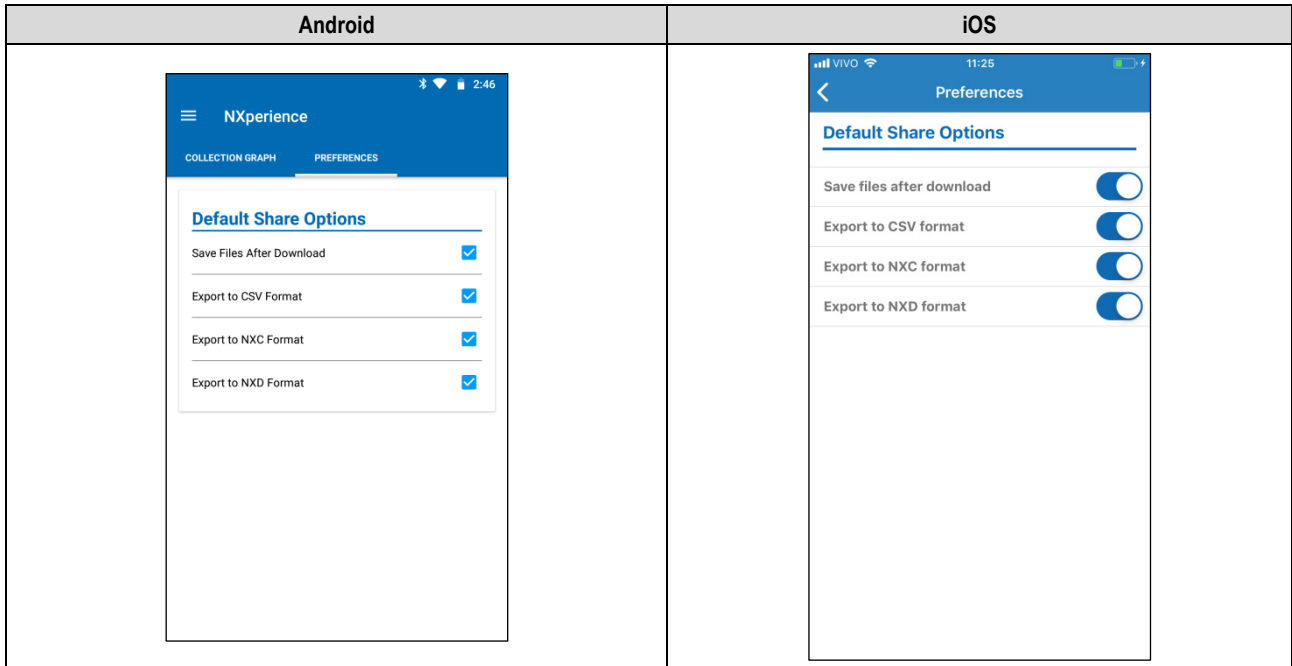 Android
iOS
2:46
NXperience
COLLECTION GRAPH PREFERENCES
Default Share Options
Save Files After Download
Export to CSV Format
Export to NXC Format
Export to NXD Format
VIVO 11:25
Preferences
Default Share Options
Save files after download
Export to CSV format
Export to NXC format
Export to NXD format